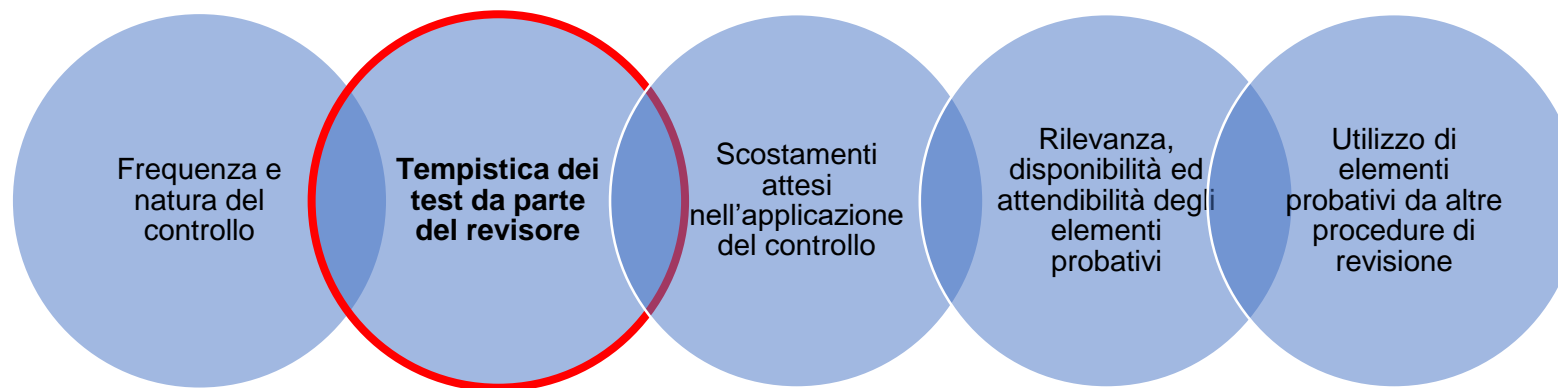 Frequenza e
natura del
controllo
Tempistica dei
test da parte
del revisore
Scostamenti
attesi
nell'applicazione
del controllo
Rilevanza,
disponibilità ed
attendibilità degli
elementi
probativi
Utilizzo di
elementi
probativi da altre
procedure di
revisione